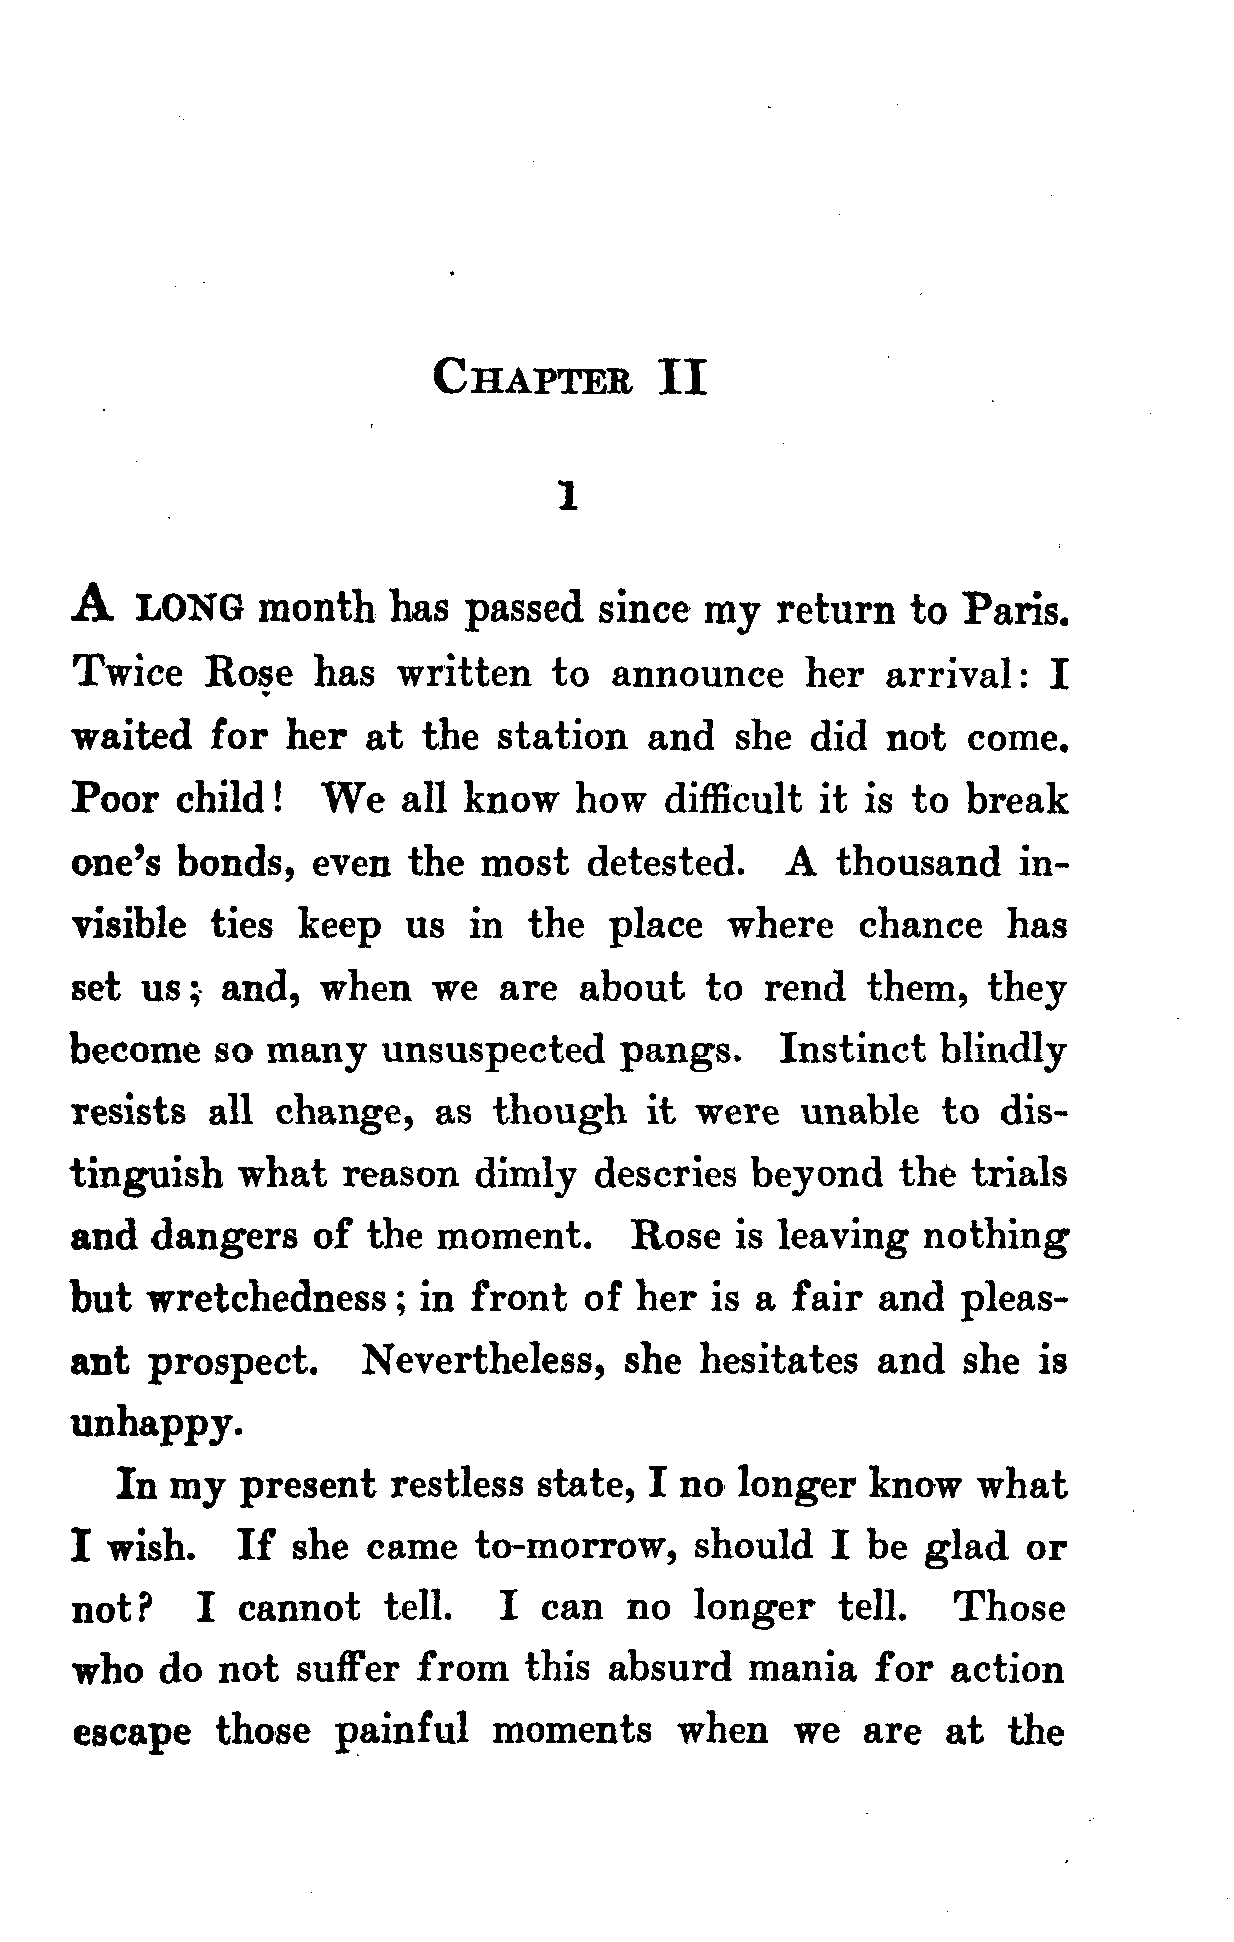 CHAPTER II
1
A LONG month has passed since my return to Paris.
Twice Rose has written to announce her arrival: I
waited for her at the station and she did not come.
Poor child! We all know how difficult it is to break
one's bonds, even the most detested. A thousand in-
visible ties keep us in the place where chance has
set us; and, when we are about to rend them, they
become so many unsuspected pangs. Instinct blindly
resists all change, as though it were unable to dis-
tinguish what reason dimly descries beyond the trials
and dangers of the moment. Rose is leaving nothing
but wretchedness; in front of her is a fair and pleas-
ant prospect. Nevertheless, she hesitates and she is
unhappy.
In my present restless state, I no longer know what
I wish. If she came to-morrow, should I be glad or
not? I cannot tell. I can no longer tell. Those
who do not suffer from this absurd mania for action
escape those painful moments when we are at the